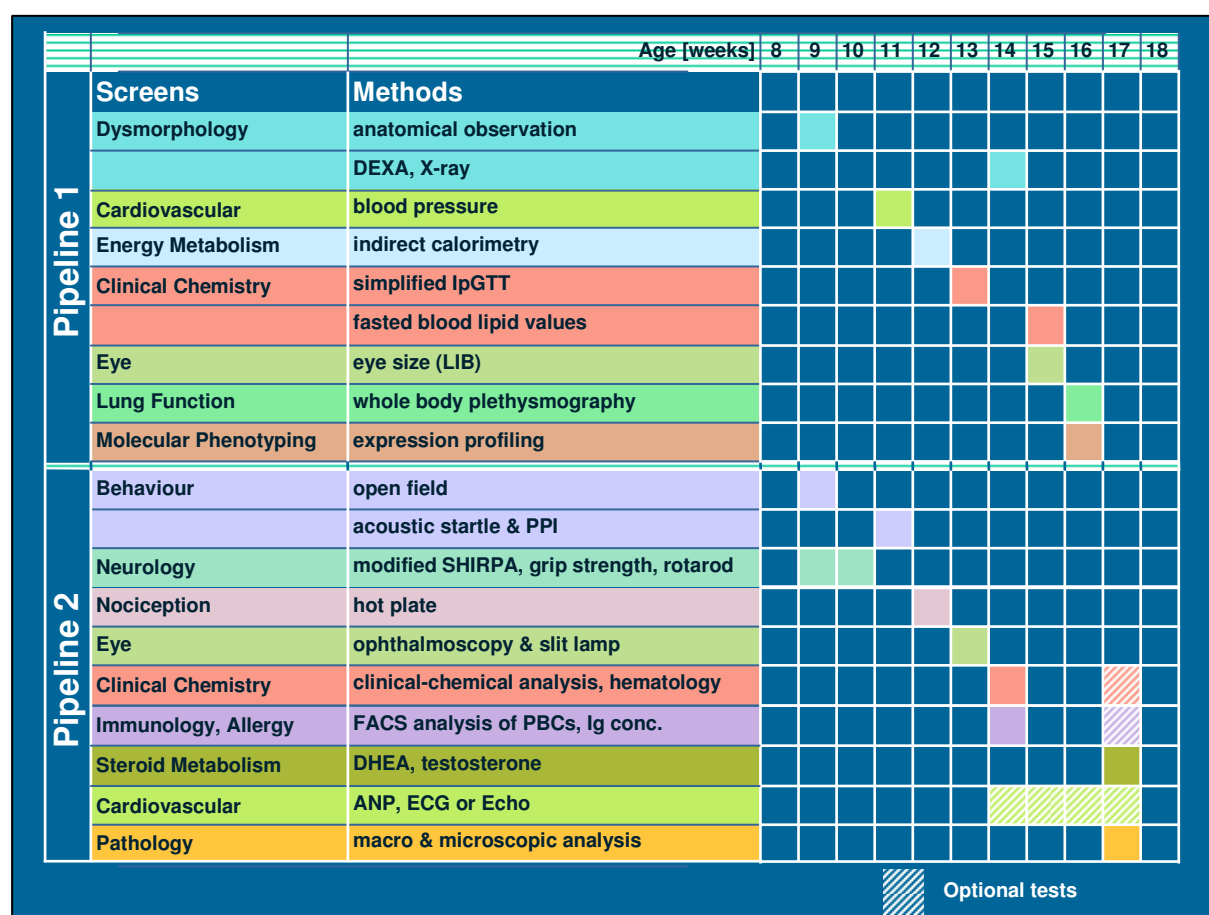 Age [weeks] 8 9 10 11 12 13 14 15 16 17 18
Pipeline 1
Screens Methods
Dysmorphology anatomical observation
DEXA, X-ray
Cardiovascular blood pressure
Energy Metabolism indirect calorimetry
Clinical Chemistry simplified IpGTT
fasted blood lipid values
Eye eye size (LIB)
Lung Function whole body plethysmography
Molecular Phenotyping expression profiling
Pipeline 2
Behaviour open field
acoustic startle & PPI
Neurology modified SHIRPA, grip strength, rotarod
Nociception hot plate
Eye ophthalmoscopy & slit lamp
Clinical Chemistry clinical-chemical analysis, hematology
Immunology, Allergy FACS analysis of PBCs, Ig conc.
Steroid Metabolism DHEA, testosterone
Cardiovascular ANP, ECG or Echo
Pathology macro & microscopic analysis
Optional tests